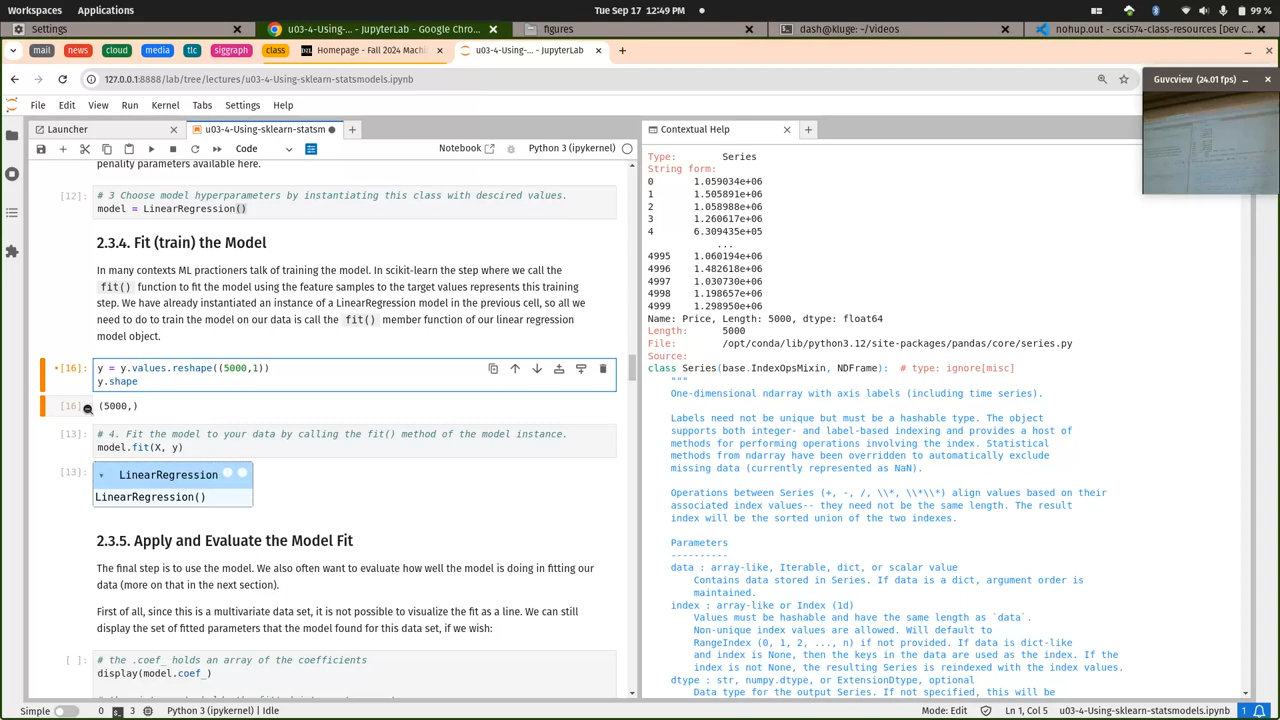 Workspaces Applications Tue Sep 17 12:49 PM 99 %
Settings u03-4-Using-... - JupyterLab - Google Chro... figures dash@kluge: ~/videos nohup.out - csci574-class-resources [Dev C...
mail news cloud media tlc siggraph class Homepage - Fall 2024 Machin u03-4-Using-... - JupyterLab
127.0.0.1:8888/lab/tree/lectures/u03-4-Using-sklearn-statsmodels.ipynb
Guvcview (24.01 fps)
File Edit View Run Kernel Tabs Settings Help
Launcher u03-4-Using-sklearn-statsm
Code Notebook Python 3 (ipykernel)
penality parameters available here.
[12]: # 3 Choose model hyperparameters by instantiating this class with descired values.
model = LinearRegression()
2.3.4. Fit (train) the Model
In many contexts ML practioners talk of training the model. In scikit-learn the step where we call the
fit() function to fit the model using the feature samples to the target values represents this training
step. We have already instantiated an instance of a LinearRegression model in the previous cell, so all we
need to do to train the model on our data is call the fit() member function of our linear regression
model object.
[16]: y = y.values.reshape((5000,1))
y.shape
[16]: (5000,)
[13]: # 4. Fit the model to your data by calling the fit() method of the model instance.
model.fit(X, y)
[13]: LinearRegression
LinearRegression()
2.3.5. Apply and Evaluate the Model Fit
The final step is to use the model. We also often want to evaluate how well the model is doing in fitting our
data (more on that in the next section).
First of all, since this is a multivariate data set, it is not possible to visualize the fit as a line. We can still
display the set of fitted parameters that the model found for this data set, if we wish:
[ ]: # the .coef_ holds an array of the coefficients
display(model.coef_)
Contextual Help
Type: Series
String form:
0 1.059034e+06
1 1.505891e+06
2 1.058988e+06
3 1.260617e+06
4 6.309435e+05
...
4995 1.060194e+06
4996 1.482618e+06
4997 1.030730e+06
4998 1.198657e+06
4999 1.298950e+06
Name: Price, Length: 5000, dtype: float64
Length: 5000
File: /opt/conda/lib/python3.12/site-packages/pandas/core/series.py
Source:
class Series(base.IndexOpsMixin, NDFrame): # type: ignore[misc]
"""
One-dimensional ndarray with axis labels (including time series).
Labels need not be unique but must be a hashable type. The object
supports both integer- and label-based indexing and provides a host of
methods for performing operations involving the index. Statistical
methods from ndarray have been overridden to automatically exclude
missing data (currently represented as NaN).
Operations between Series (+, -, /, \\*, \\*\\*) align values based on their
associated index values-- they need not be the same length. The result
index will be the sorted union of the two indexes.
Parameters
----------
data : array-like, Iterable, dict, or scalar value
Contains data stored in Series. If data is a dict, argument order is
maintained.
index : array-like or Index (1d)
Values must be hashable and have the same length as `data`.
Non-unique index values are allowed. Will default to
RangeIndex (0, 1, 2, ..., n) if not provided. If data is dict-like
and index is None, then the keys in the data are used as the index. If the
index is not None, the resulting Series is reindexed with the index values.
dtype : str, numpy.dtype, or ExtensionDtype, optional
Data type for the output Series. If not specified, this will be
Simple 0 3 Python 3 (ipykernel) | Idle Mode: Edit Ln 1, Col 5 u03-4-Using-sklearn-statsmodels.ipynb 1